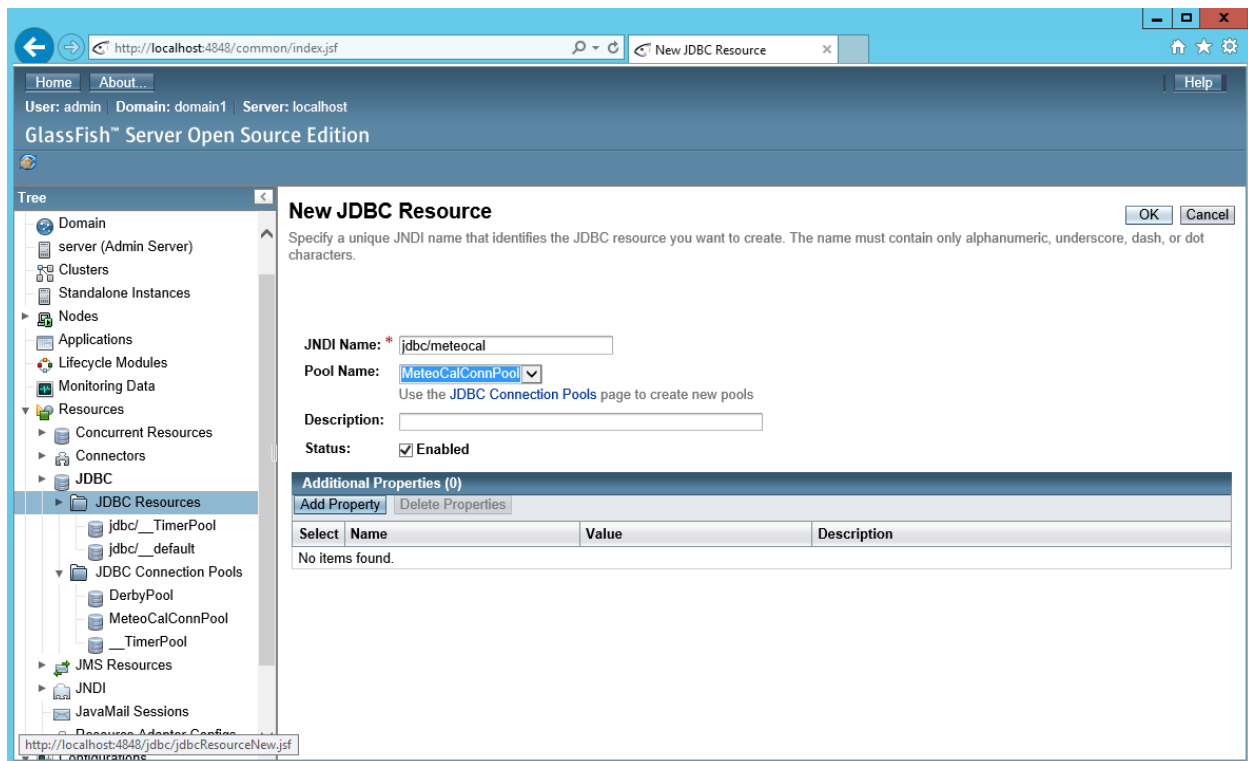 http://localhost:4848/common/index.jsf
New JDBC Resource
Home About...
Help
User: admin Domain: domain1 Server: localhost
GlassFish™ Server Open Source Edition
Tree
Domain
server (Admin Server)
Clusters
Standalone Instances
Nodes
Applications
Lifecycle Modules
Monitoring Data
Resources
Concurrent Resources
Connectors
JDBC
JDBC Resources
jdbc/__TimerPool
jdbc/__default
JDBC Connection Pools
DerbyPool
MeteoCalConnPool
__TimerPool
JMS Resources
JNDI
JavaMail Sessions
Resource Adapter Configs
http://localhost:4848/jdbc/jdbcResourceNew.jsf
Configurations
New JDBC Resource
OK Cancel
Specify a unique JNDI name that identifies the JDBC resource you want to create. The name must contain only alphanumeric, underscore, dash, or dot
characters.
JNDI Name: * jdbc/meteocal
Pool Name: MeteoCalConnPool
Use the JDBC Connection Pools page to create new pools
Description:
Status: Enabled
Additional Properties (0)
Add Property Delete Properties
Select Name Value Description
No items found.